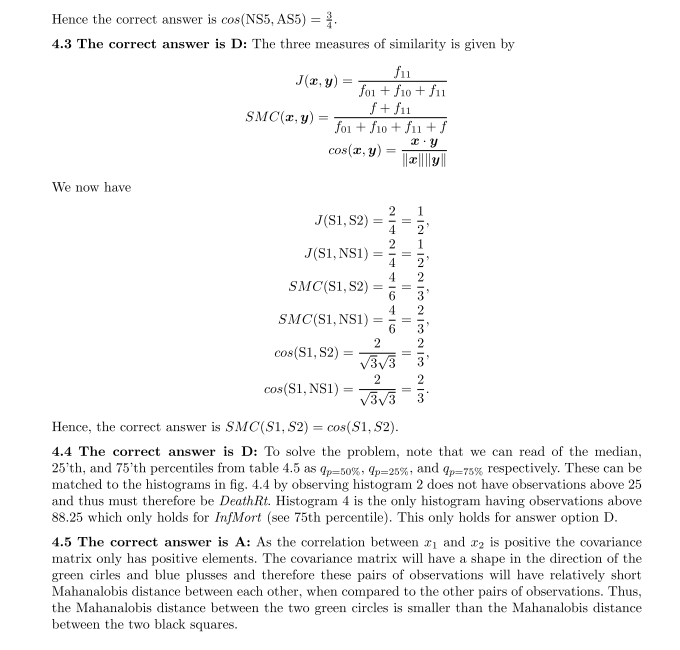 Hence the correct answer is cos(NS5, AS5) = 3/4.
4.3 The correct answer is D: The three measures of similarity is given by
J(x, y) = f11 / (f01 + f10 + f11)
SMC(x, y) = (f + f11) / (f01 + f10 + f11 + f)
cos(x, y) = x · y / ‖x‖‖y‖
We now have
J(S1, S2) = 2/4 = 1/2,
J(S1, NS1) = 2/4 = 1/2,
SMC(S1, S2) = 4/6 = 2/3,
SMC(S1, NS1) = 4/6 = 2/3,
cos(S1, S2) = 2/√3√3 = 2/3,
cos(S1, NS1) = 2/√3√3 = 2/3.
Hence, the correct answer is SMC(S1, S2) = cos(S1, S2).
4.4 The correct answer is D: To solve the problem, note that we can read of the median,
25'th, and 75'th percentiles from table 4.5 as qp=50%, qp=25%, and qp=75% respectively. These can be
matched to the histograms in fig. 4.4 by observing histogram 2 does not have observations above 25
and thus must therefore be DeathRt. Histogram 4 is the only histogram having observations above
88.25 which only holds for InfMort (see 75th percentile). This only holds for answer option D.
4.5 The correct answer is A: As the correlation between x1 and x2 is positive the covariance
matrix only has positive elements. The covariance matrix will have a shape in the direction of the
green cirles and blue plusses and therefore these pairs of observations will have relatively short
Mahanalobis distance between each other, when compared to the other pairs of observations. Thus,
the Mahanalobis distance between the two green circles is smaller than the Mahanalobis distance
between the two black squares.